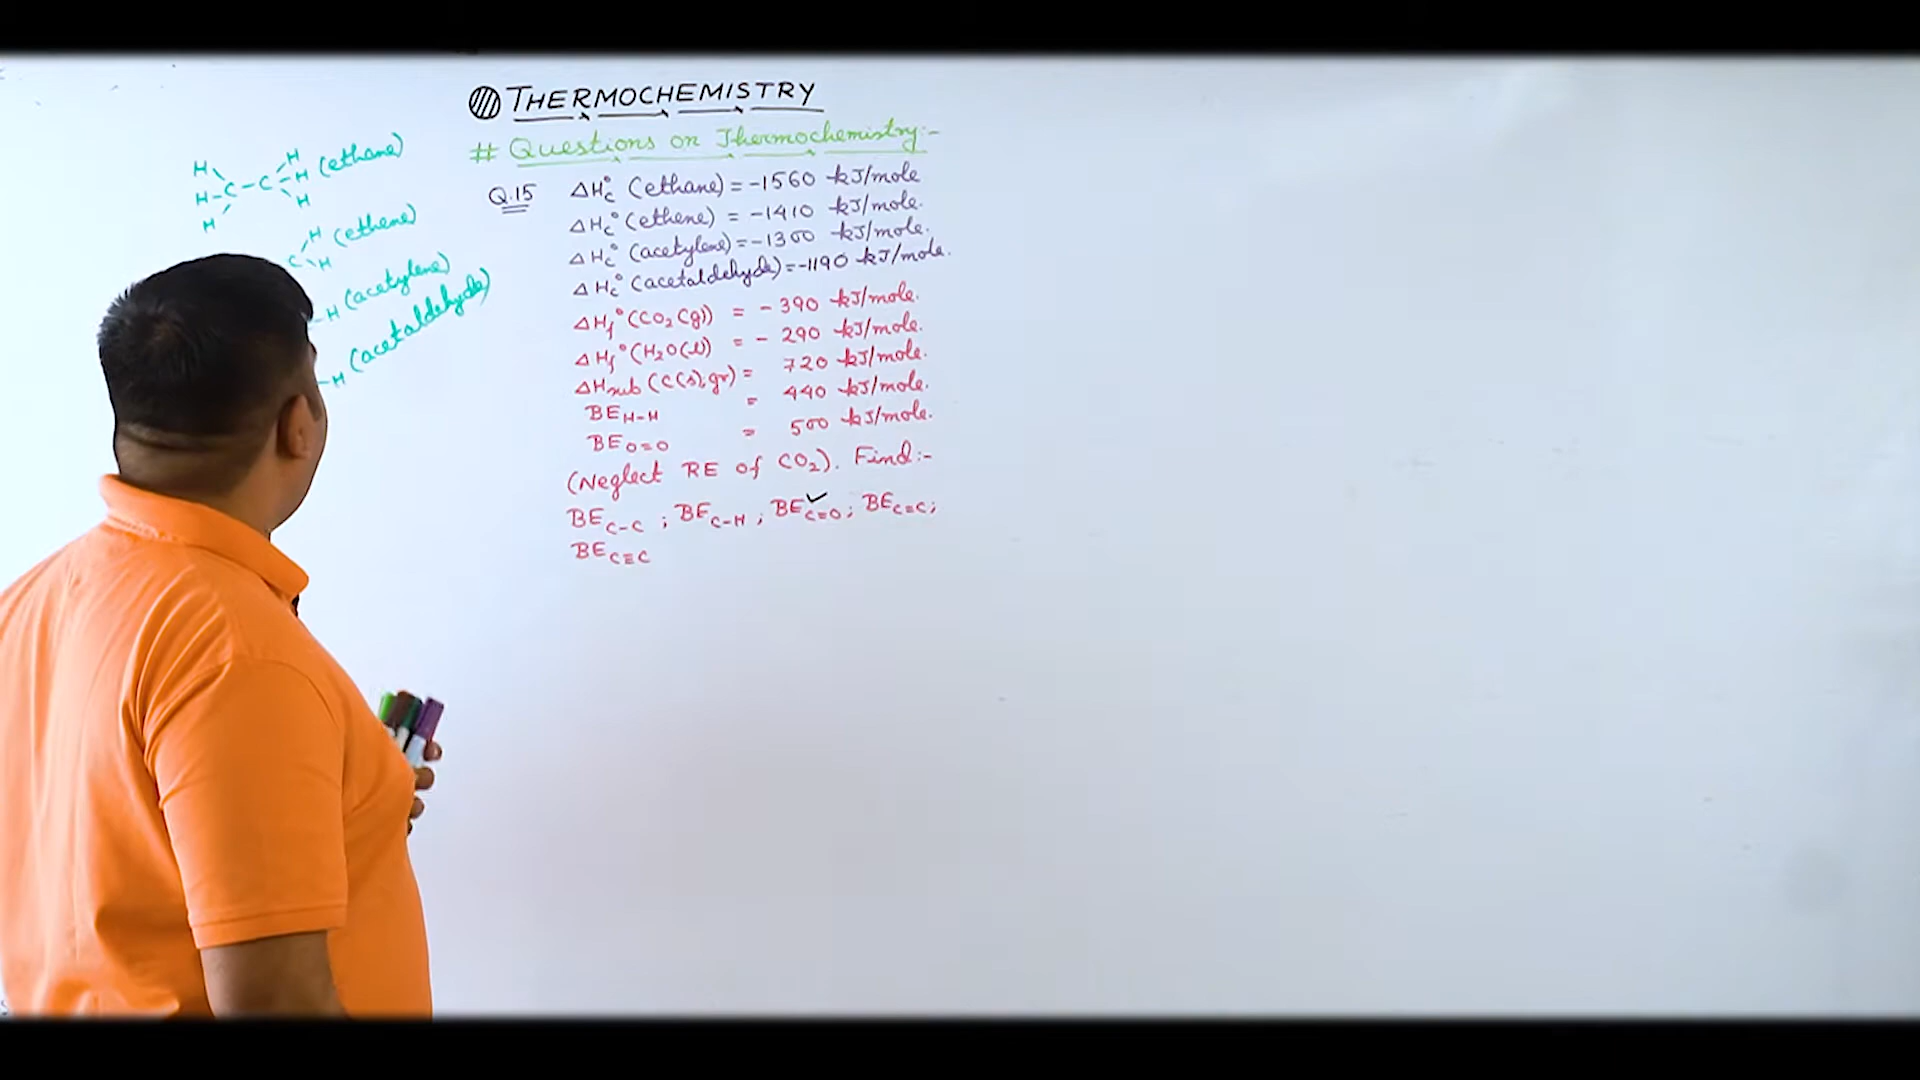 THERMOCHEMISTRY
# Questions on Thermochemistry:-
Q.15 ΔH°c (ethane) = -1560 kJ/mole
ΔH°c (ethene) = -1410 kJ/mole.
ΔH°c (acetylene) = -1300 kJ/mole.
ΔH°c (acetaldehyde) = -1190 kJ/mole.
ΔHf° (CO2(g)) = - 390 kJ/mole.
ΔHf° (H2O(l)) = - 290 kJ/mole.
ΔHsub (C(s),gr) = 720 kJ/mole.
BE H-H = 440 kJ/mole.
BE O=O = 500 kJ/mole.
(Neglect RE of CO2). Find:-
BE C-C ; BE C-H ; BE C=O ; BE C=C ;
BE C≡C
H H
H-C-C-H (ethane)
H H
H
C (ethene)
H
-H (acetylene)
-H (acetaldehyde)